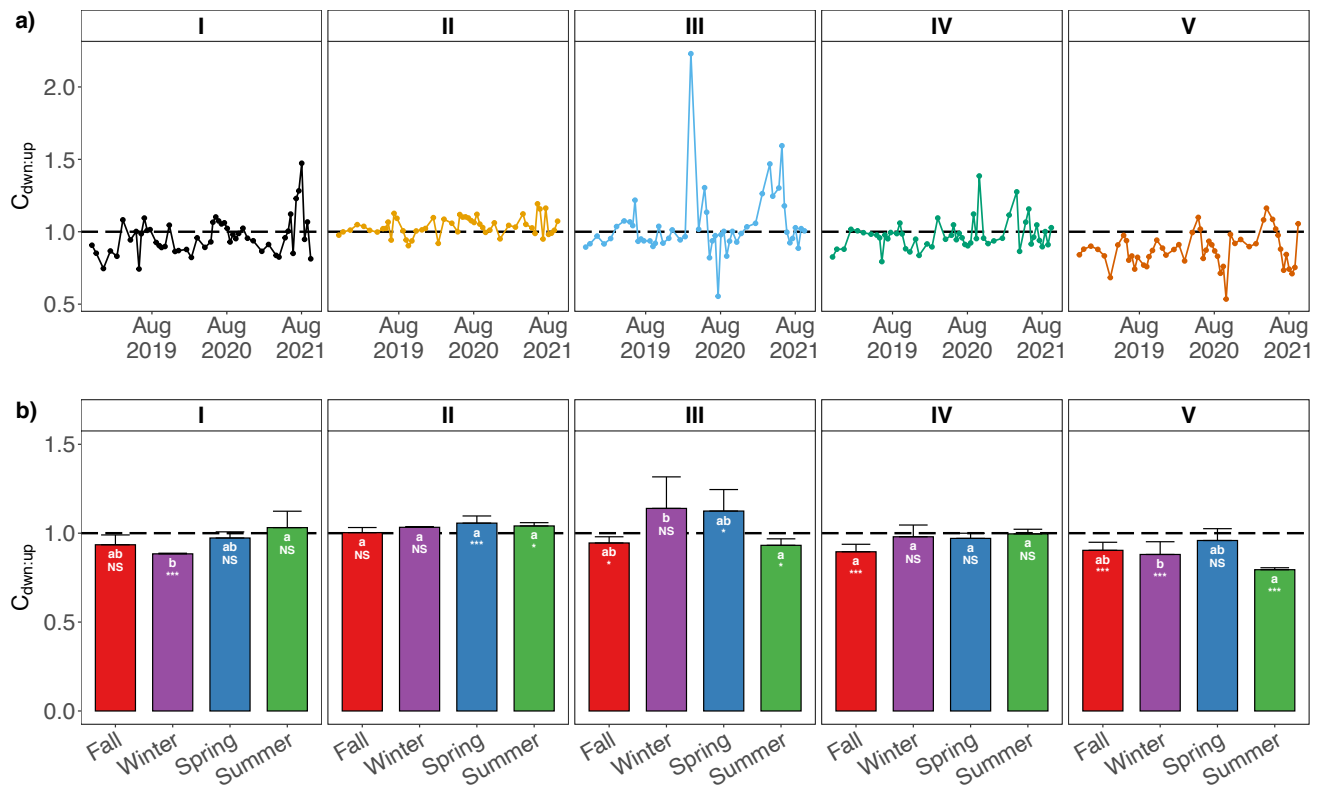 a)
I II III IV V
2.0
1.5
1.0
0.5
C_dwn:up
Aug Aug Aug Aug Aug Aug Aug Aug Aug Aug Aug Aug Aug Aug Aug
2019 2020 2021 2019 2020 2021 2019 2020 2021 2019 2020 2021 2019 2020 2021
b)
I II III IV V
1.5
1.0
0.5
0.0
C_dwn:up
ab b ab a a a a a ab b ab a a a a a ab b ab a
NS *** NS NS NS NS *** * * NS * * *** NS NS NS *** *** NS ***
Fall Winter Spring Summer Fall Winter Spring Summer Fall Winter Spring Summer Fall Winter Spring Summer Fall Winter Spring Summer